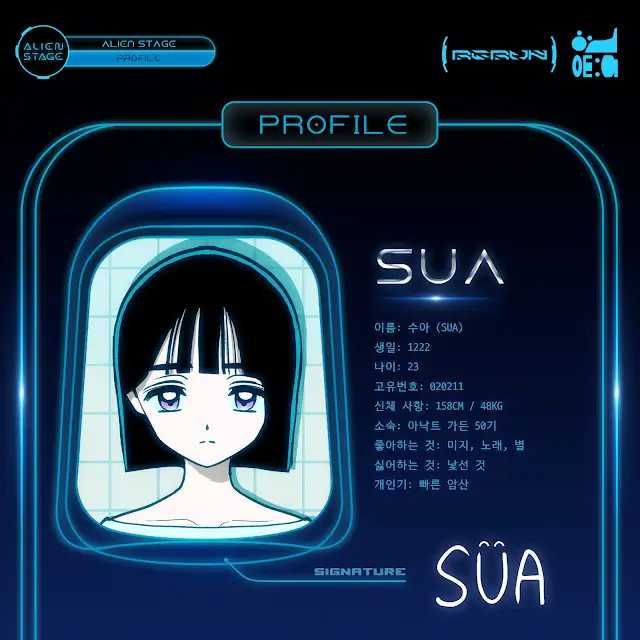 ALIEN STAGE
ALIEN STAGE
PROFILE
PROFILE
SUA
이름: 수아 (SUA)
생일: 1222
나이: 23
고유번호: 020211
신체 사항: 158CM / 48KG
소속: 아낙트 가든 50기
좋아하는 것: 미지, 노래, 별
싫어하는 것: 낯선 것
개인기: 빠른 암산
SIGNATURE
SUA